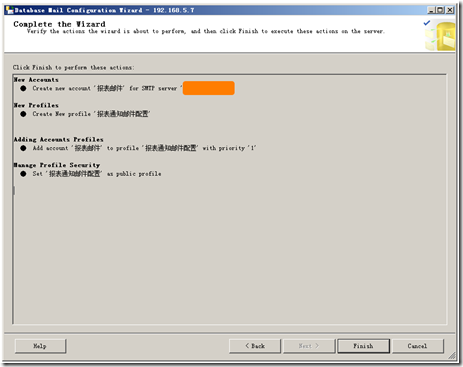 Database Mail Configuration Wizard - 192.168.5.7
Complete the Wizard
Verify the actions the wizard is about to perform, and then click Finish to execute these actions on the server.
Click Finish to perform these actions:
New Accounts
● Create new account '报表邮件' for SMTP server '
New Profiles
● Create New profile '报表通知邮件配置'
Adding Accounts Profiles
● Add account '报表邮件' to profile '报表通知邮件配置' with priority '1'
Manage Profile Security
● Set '报表通知邮件配置' as public profile
Help
< Back
Next >
Finish
Cancel